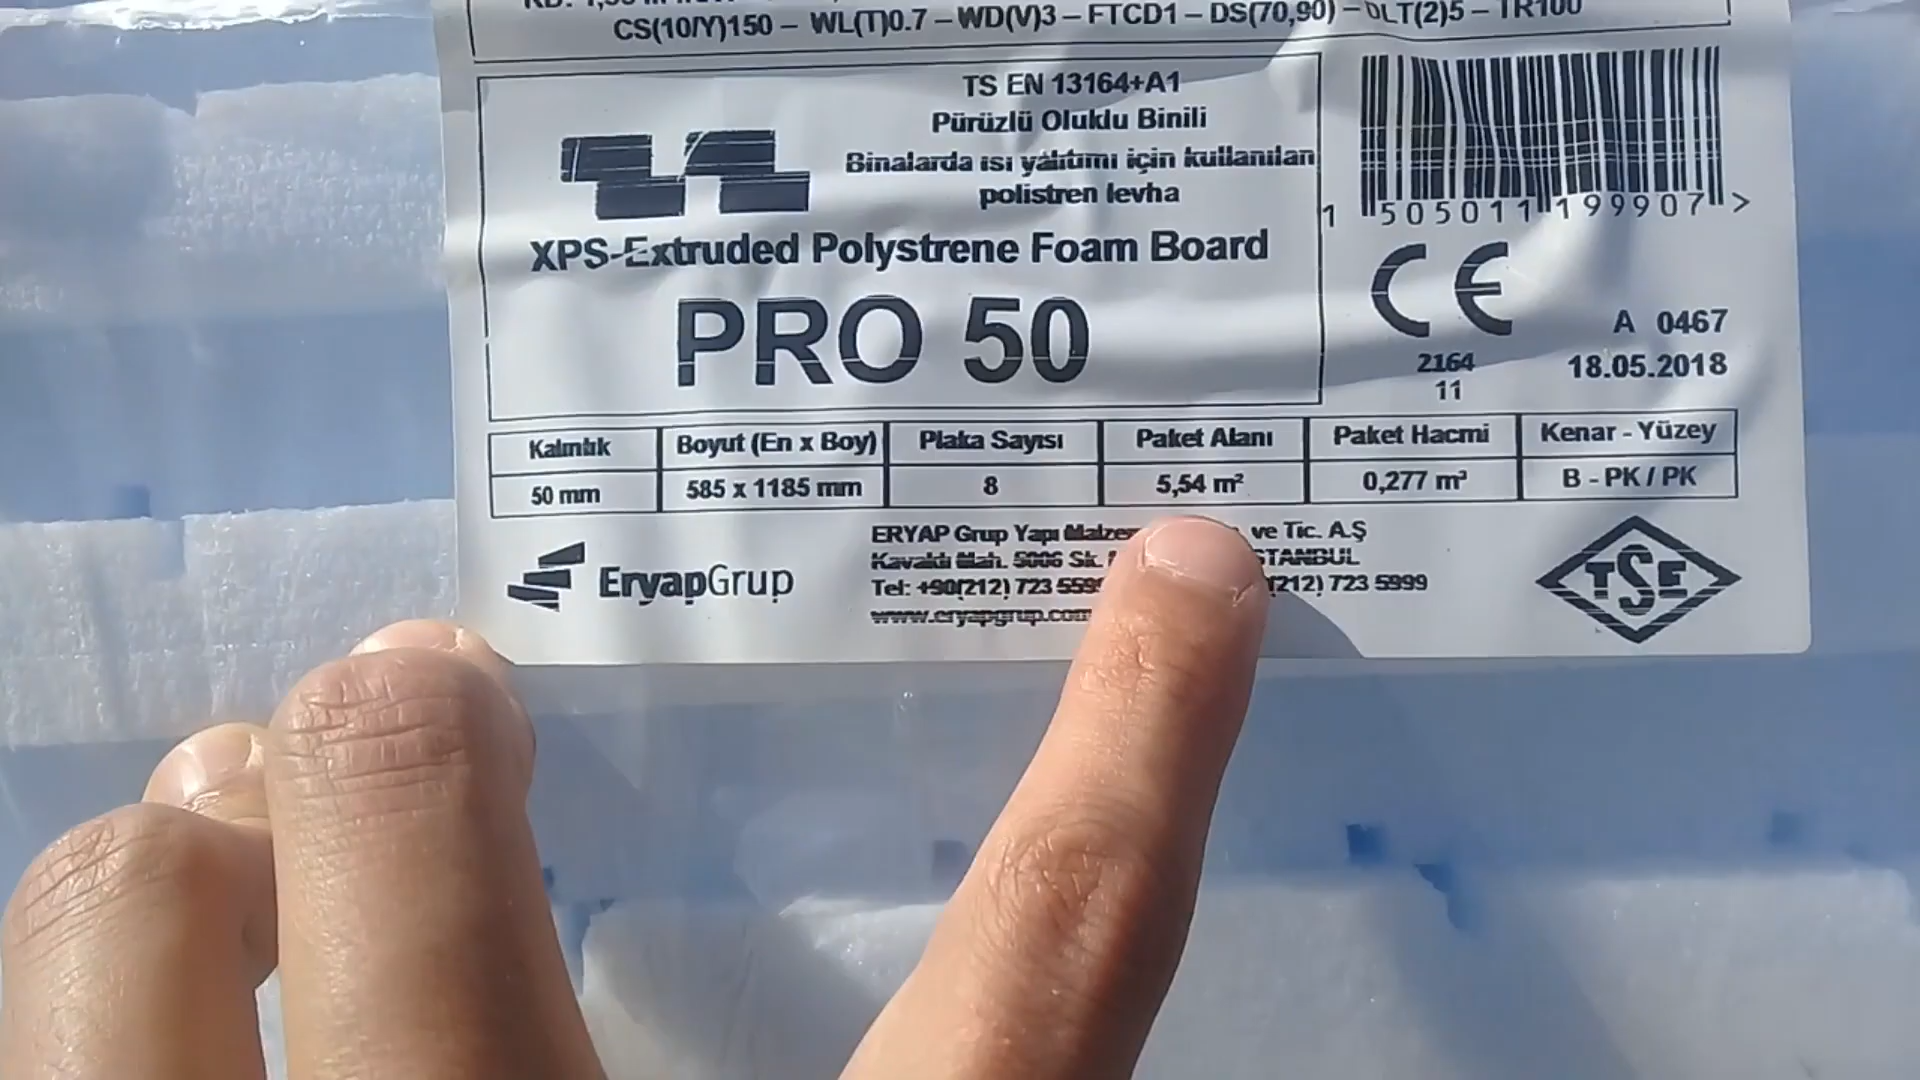 CS(10/Y)150 – WL(T)0.7 – WD(V)3 – FTCD1 – DS(70,90) – DLT(2)5 – TR100
TS EN 13164+A1
Pürüzlü Oluklu Binili
Binalarda ısı yalıtımı için kullanılan
polistren levha
XPS-Extruded Polystrene Foam Board
PRO 50
1 505011 199907 >
CE
2164
11
A 0467
18.05.2018
Kalınlık Boyut (En x Boy) Plaka Sayısı Paket Alanı Paket Hacmi Kenar - Yüzey
50 mm 585 x 1185 mm 8 5,54 m² 0,277 m³ B - PK / PK
EryapGrup
ERYAP Grup Yapı ve Tic. A.Ş
Kavaklı Mah. 5006 Sk.
Tel: +90(212) 723 (212) 723 5999
www.eryapgrup.com
TSE